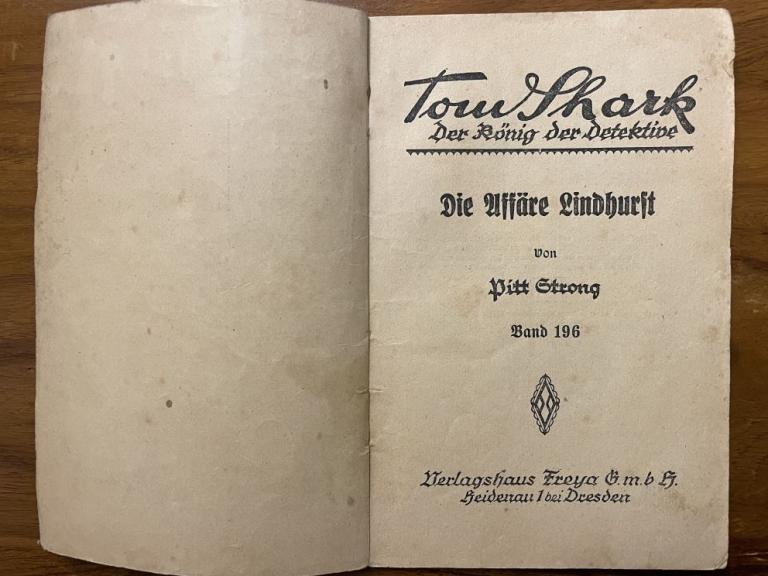 Tom Shark
Der König der Detektive
Die Affäre Lindhurst
von
Pitt Strong
Band 196
Verlagshaus Freya G.m.b H.
Heidenau 1 bei Dresden